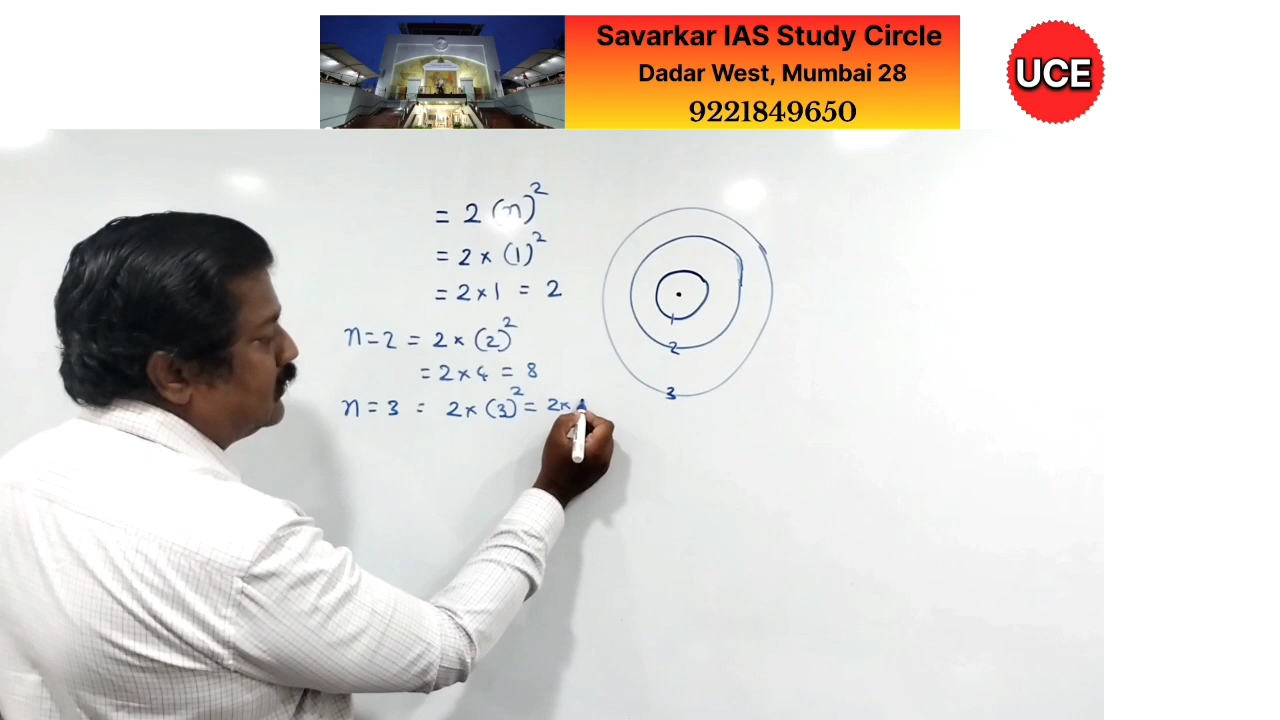 Savarkar IAS Study Circle
Dadar West, Mumbai 28
9221849650
UCE
= 2 (n)²
= 2 × (1)²
= 2 × 1 = 2
n = 2 = 2 × (2)²
= 2 × 4 = 8
n = 3 = 2 × (3)² = 2×
1
2
3